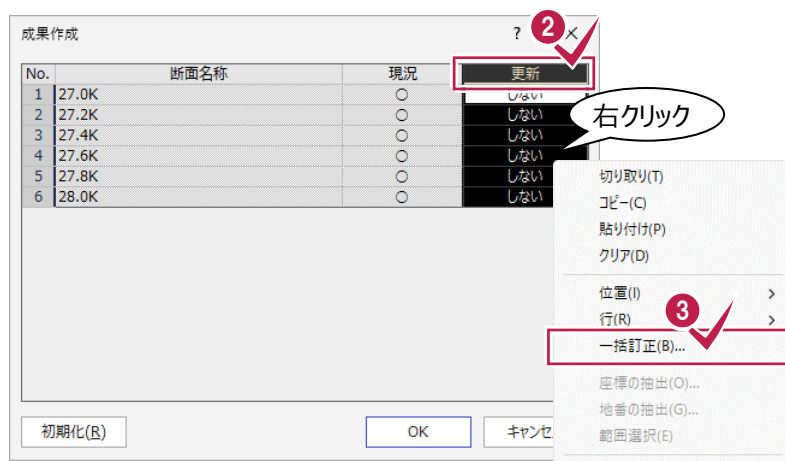 成果作成 ? 2 ×
No. 断面名称 現況 更新
1 27.0K ○ しない
2 27.2K ○ しない
3 27.4K ○ しない
4 27.6K ○ しない
5 27.8K ○ しない
6 28.0K ○ しない
右クリック
切り取り(T)
コピー(C)
貼り付け(P)
クリア(D)
位置(I) >
行(R) 3 >
一括訂正(B)...
座標の抽出(O)...
地番の抽出(G)...
範囲選択(E)
初期化(R) OK キャンセ